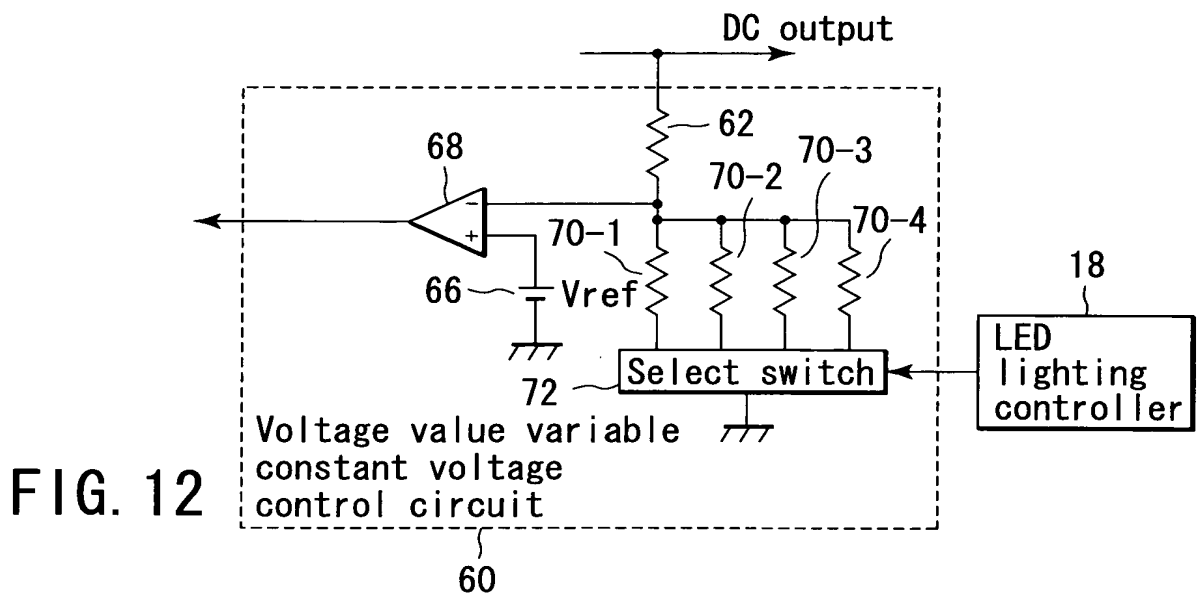 DC output
62
68
70-3
70-2
70-1
70-4
−
+
66
Vref
18
LED
lighting
controller
Select switch
72
Voltage value variable
constant voltage
control circuit
FIG. 12
60